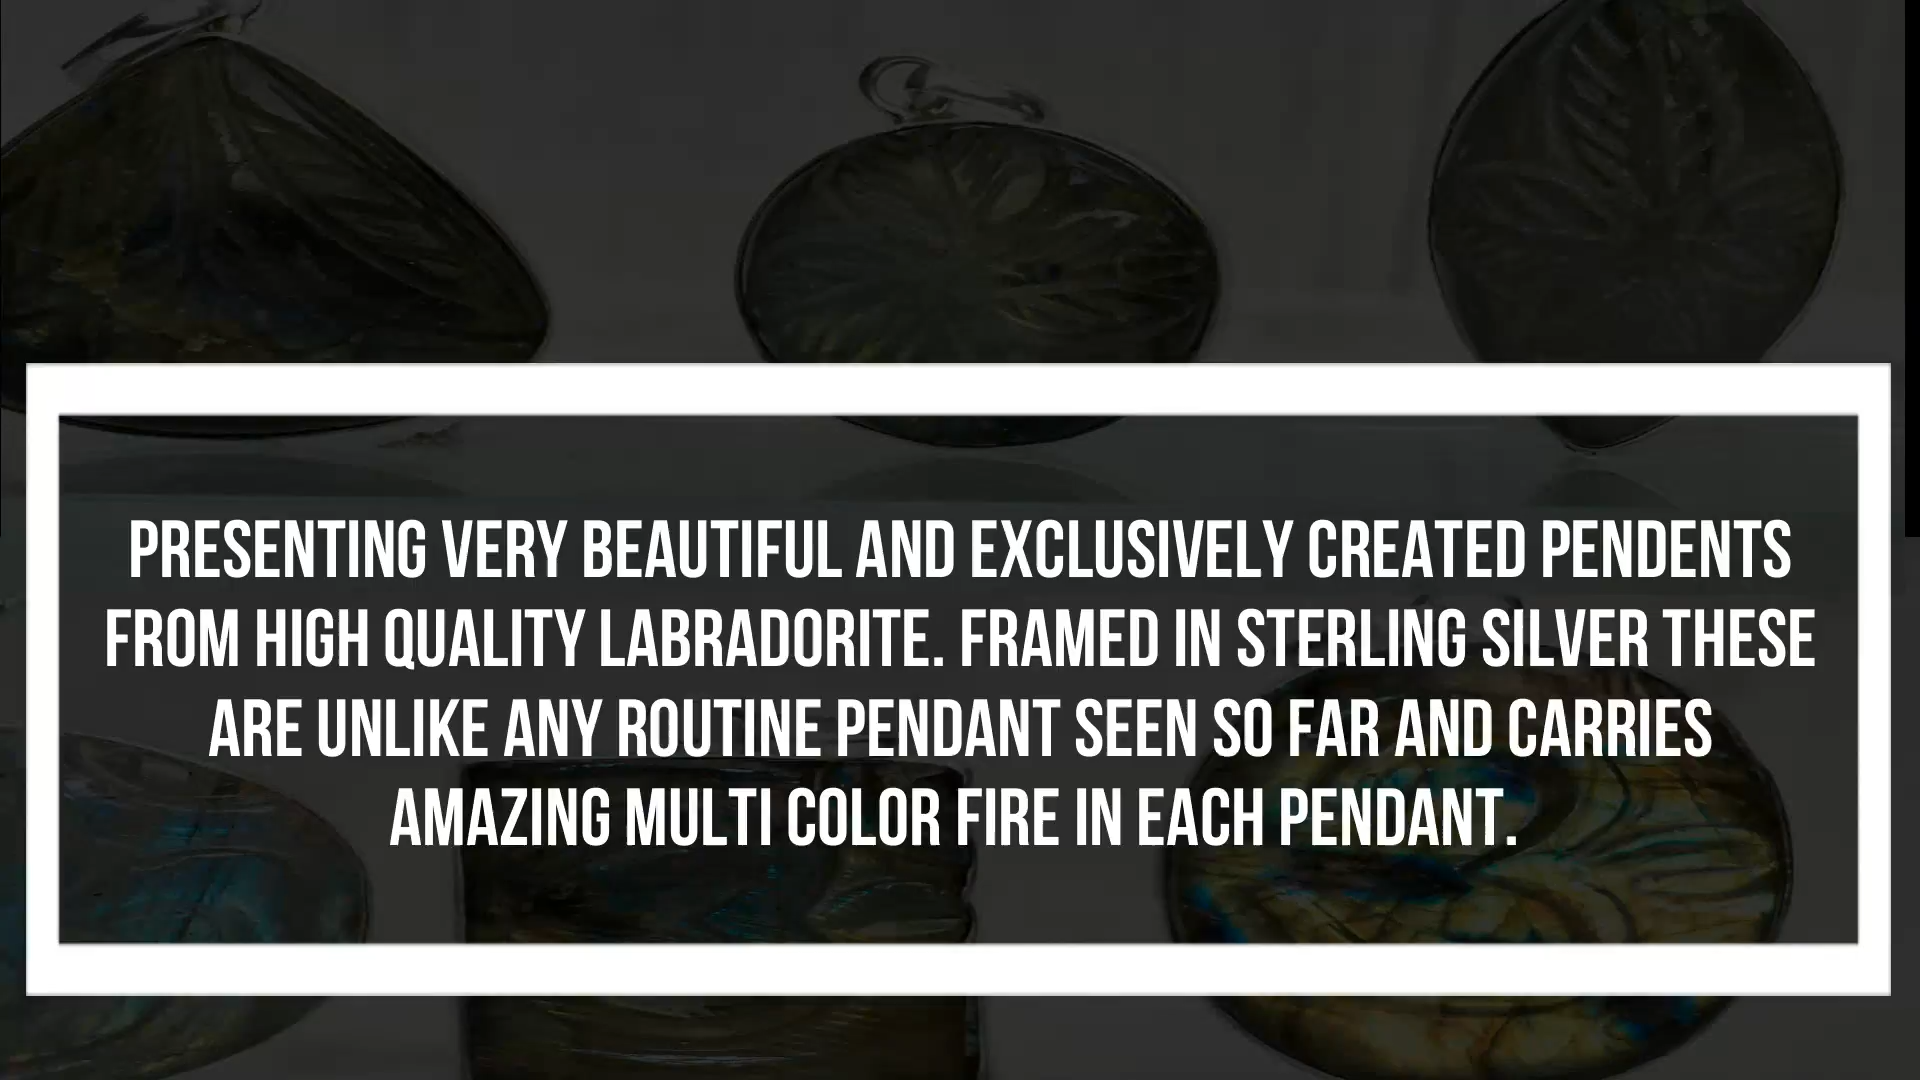 PRESENTING VERY BEAUTIFUL AND EXCLUSIVELY CREATED PENDENTS
FROM HIGH QUALITY LABRADORITE. FRAMED IN STERLING SILVER THESE
ARE UNLIKE ANY ROUTINE PENDANT SEEN SO FAR AND CARRIES
AMAZING MULTI COLOR FIRE IN EACH PENDANT.